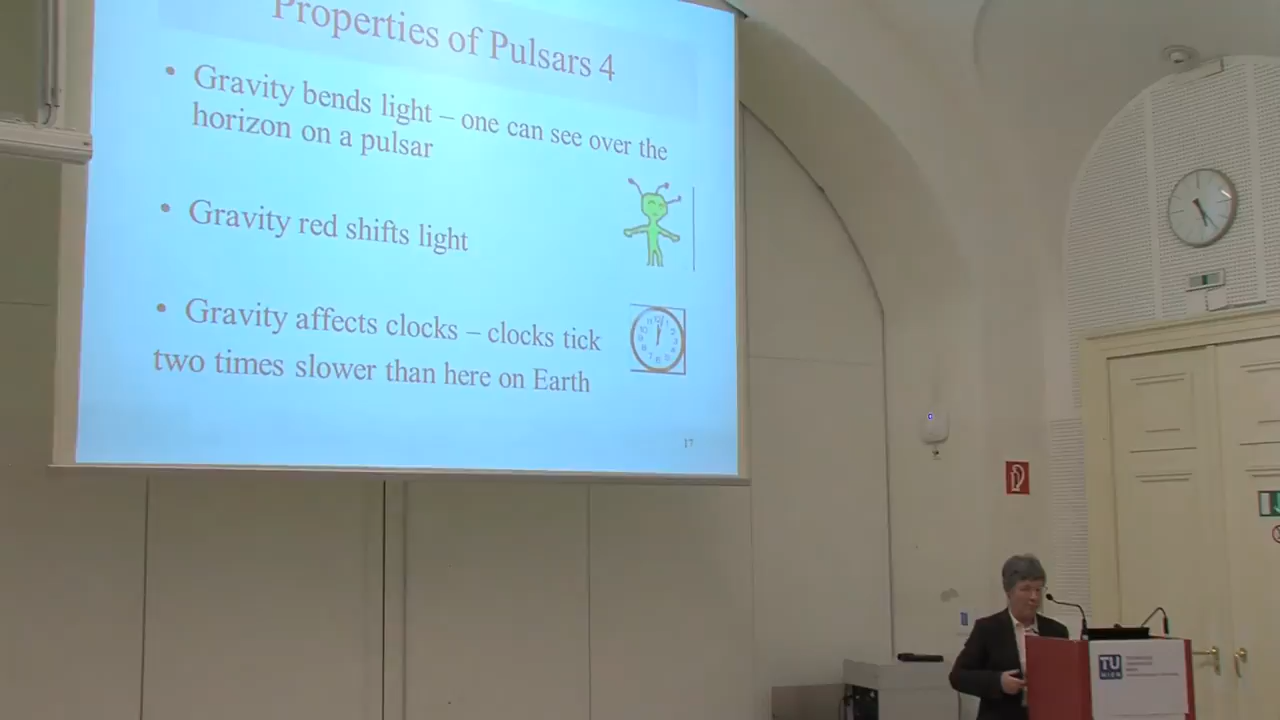 Properties of Pulsars 4
• Gravity bends light – one can see over the
horizon on a pulsar
• Gravity red shifts light
• Gravity affects clocks – clocks tick
two times slower than here on Earth
17
TU
WIEN